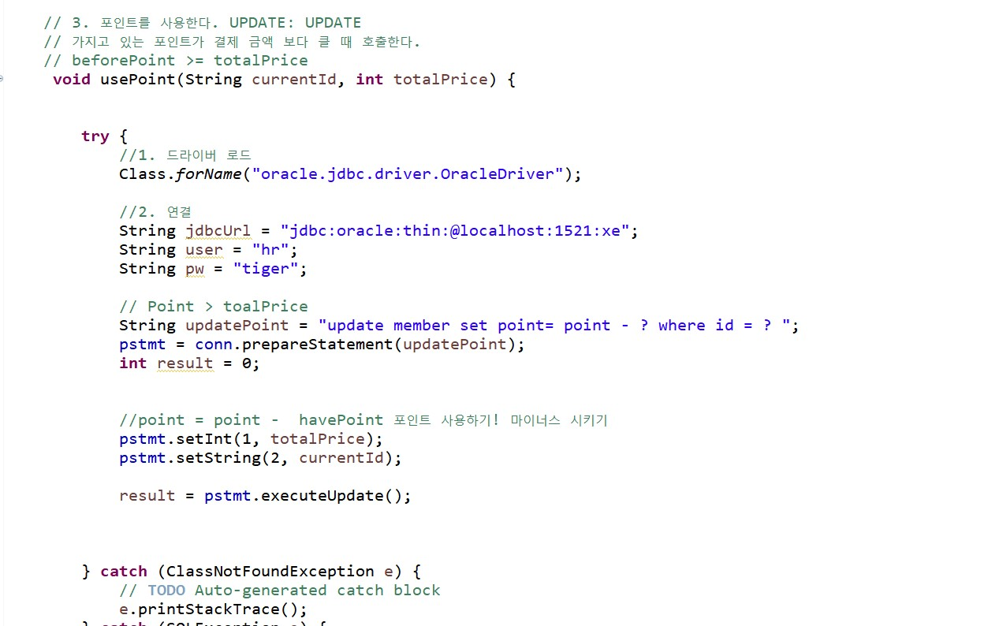 // 3. 포인트를 사용한다. UPDATE: UPDATE
// 가지고 있는 포인트가 결제 금액 보다 클 때 호출한다.
// beforePoint >= totalPrice
void usePoint(String currentId, int totalPrice) {
try {
//1. 드라이버 로드
Class.forName("oracle.jdbc.driver.OracleDriver");
//2. 연결
String jdbcUrl = "jdbc:oracle:thin:@localhost:1521:xe";
String user = "hr";
String pw = "tiger";
// Point > toalPrice
String updatePoint = "update member set point= point - ? where id = ? ";
pstmt = conn.prepareStatement(updatePoint);
int result = 0;
//point = point -  havePoint 포인트 사용하기! 마이너스 시키기
pstmt.setInt(1, totalPrice);
pstmt.setString(2, currentId);
result = pstmt.executeUpdate();
} catch (ClassNotFoundException e) {
// TODO Auto-generated catch block
e.printStackTrace();
} catch (SQLException e) {